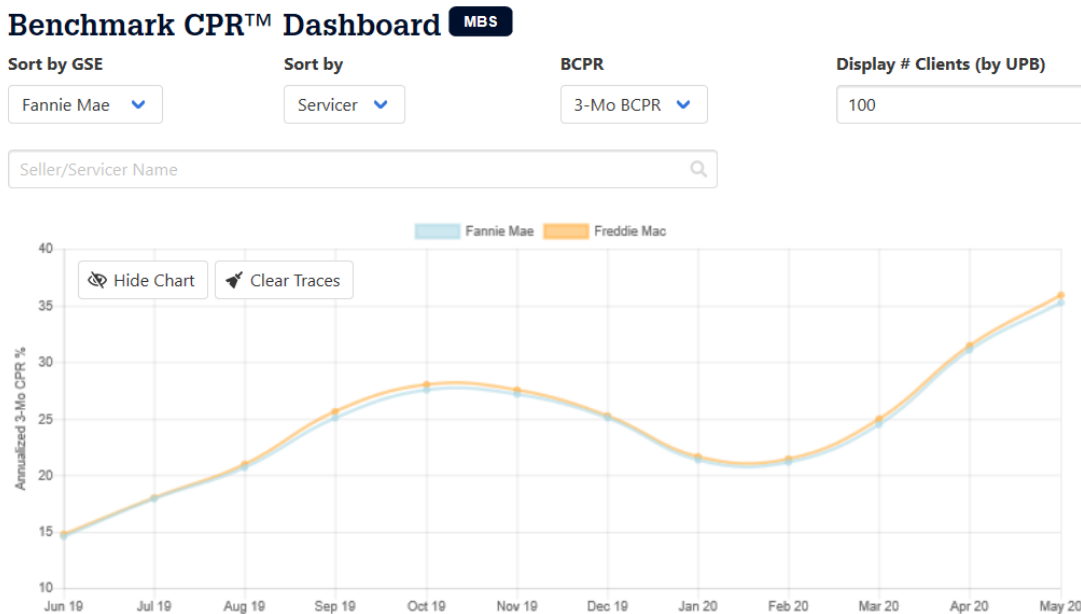 Benchmark CPR™ Dashboard MBS
Sort by GSE Sort by BCPR Display # Clients (by UPB)
Fannie Mae Servicer 3-Mo BCPR 100
Seller/Servicer Name
Fannie Mae Freddie Mac
Hide Chart Clear Traces
Annualized 3-Mo CPR %
40
35
30
25
20
15
10
Jun 19 Jul 19 Aug 19 Sep 19 Oct 19 Nov 19 Dec 19 Jan 20 Feb 20 Mar 20 Apr 20 May 20